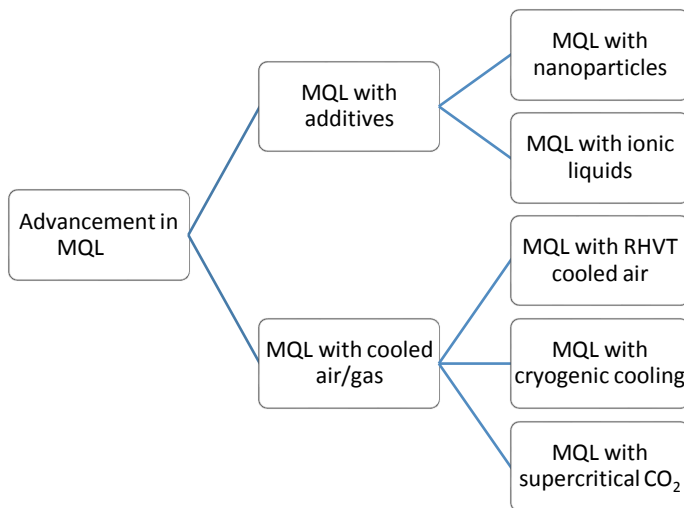 Advancement in
MQL
MQL with
additives
MQL with
nanoparticles
MQL with ionic
liquids
MQL with cooled
air/gas
MQL with RHVT
cooled air
MQL with
cryogenic cooling
MQL with
supercritical CO₂